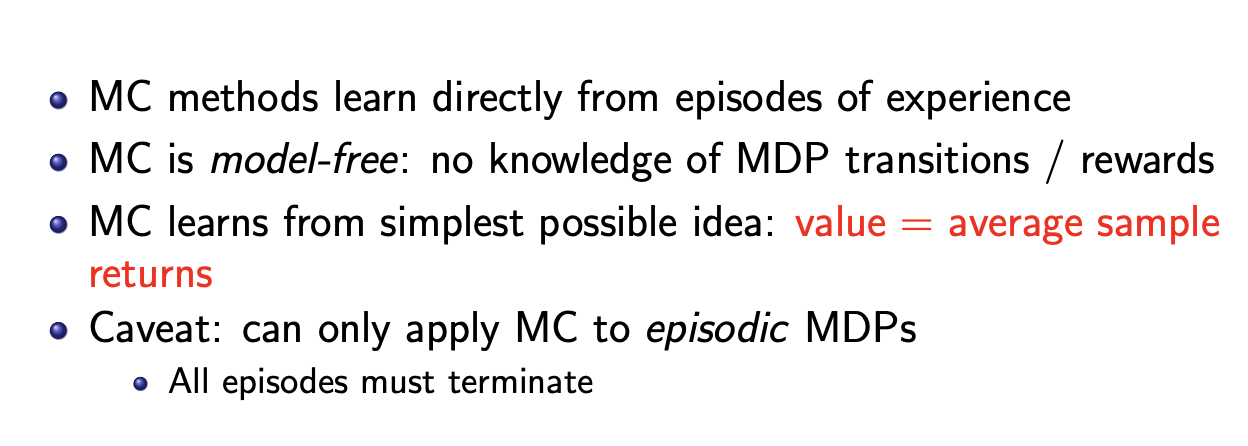 MC methods learn directly from episodes of experience
MC is model-free: no knowledge of MDP transitions / rewards
MC learns from simplest possible idea: value = average sample
returns
Caveat: can only apply MC to episodic MDPs
All episodes must terminate